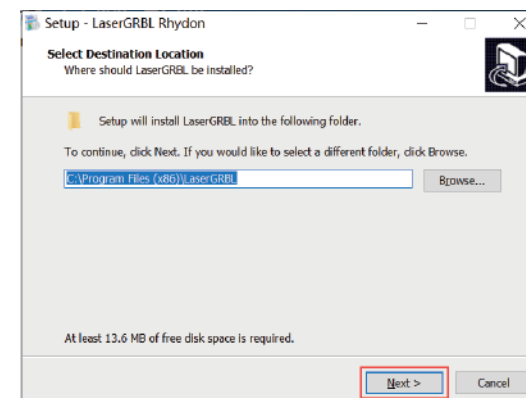 Setup - LaserGRBL Rhydon
Select Destination Location
Where should LaserGRBL be installed?
Setup will install LaserGRBL into the following folder.
To continue, click Next. If you would like to select a different folder, click Browse.
C:\Program Files (x86)\LaserGRBL
Browse...
At least 13.6 MB of free disk space is required.
Next >
Cancel